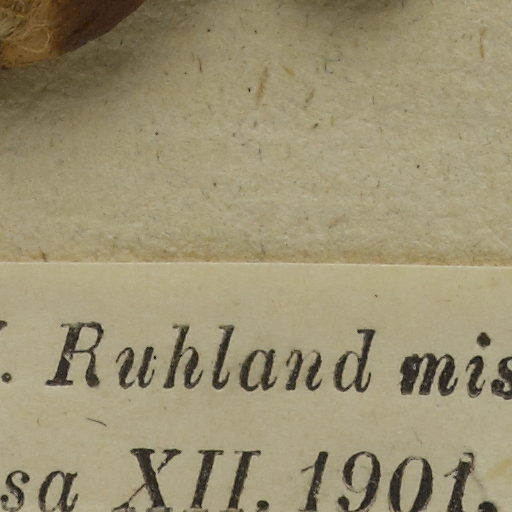 . Ruhland mis
sa XII. 1901.